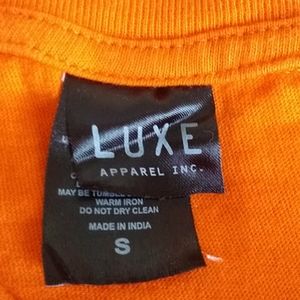 LUXE
APPAREL INC.
MAY BE TUMBLE
WARM IRON
DO NOT DRY CLEAN
MADE IN INDIA
S